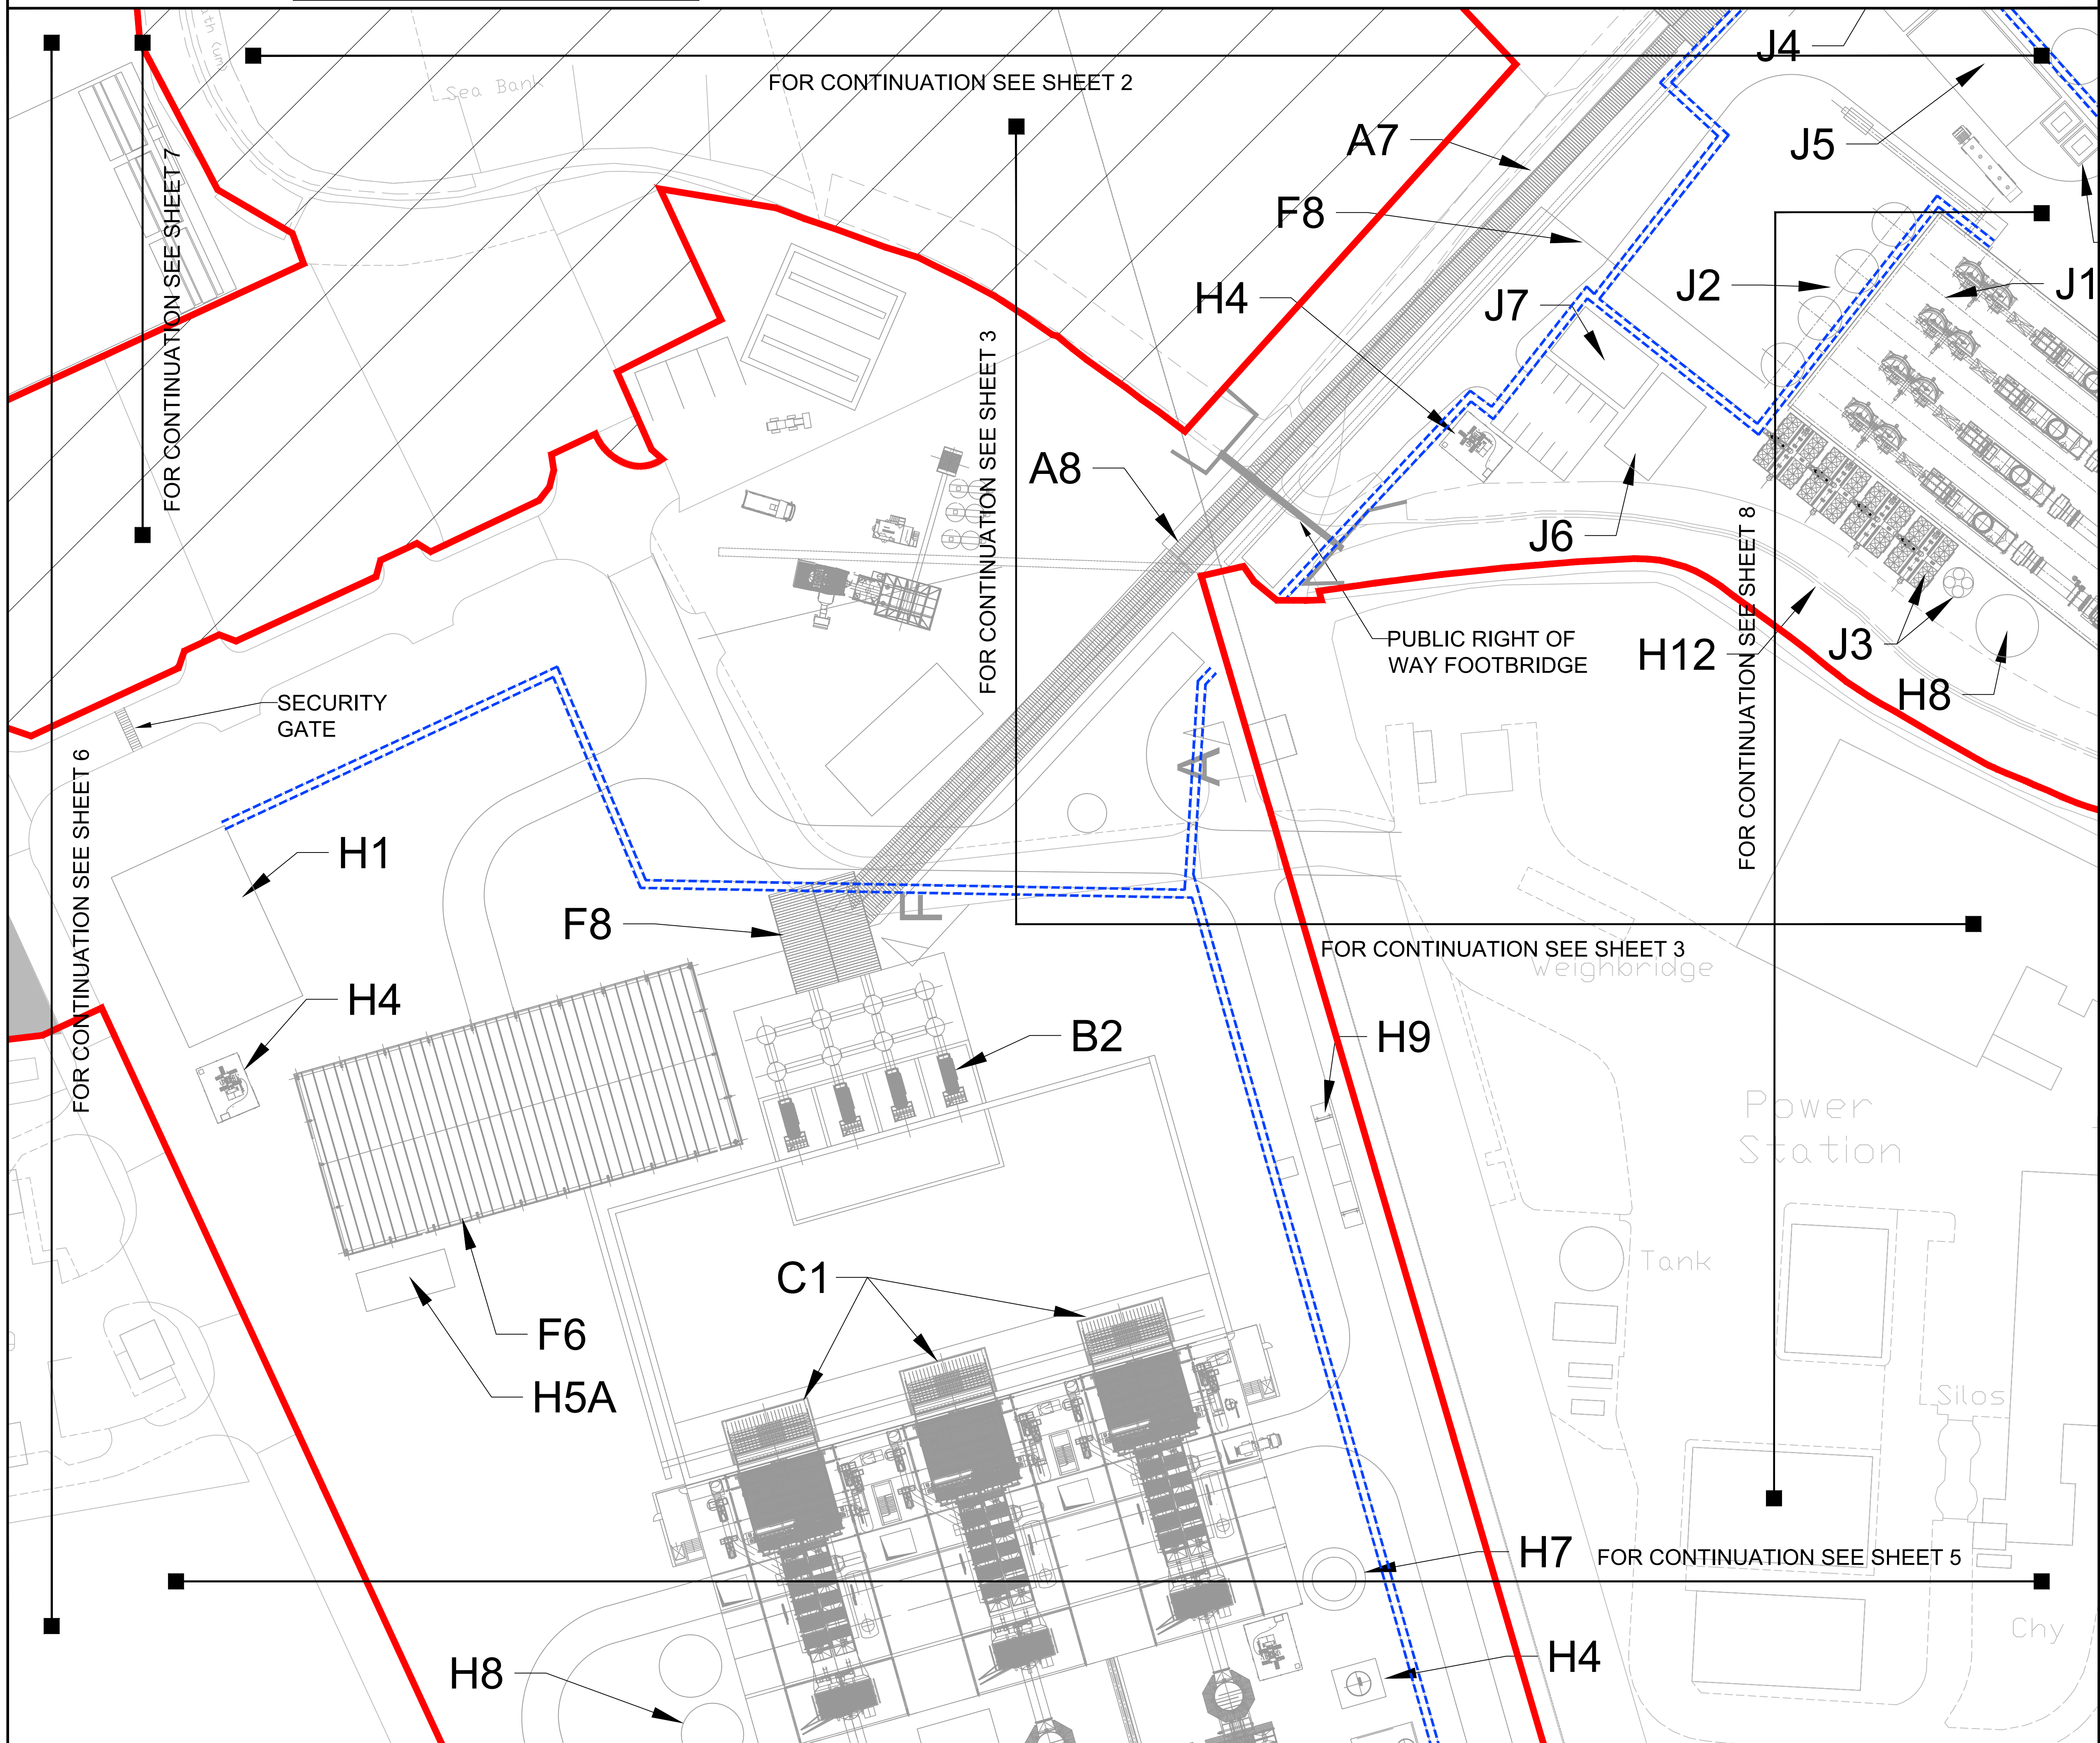 J4
Sea Bank
FOR CONTINUATION SEE SHEET 2
A7
J5
FOR CONTINUATION SEE SHEET 7
F8
H4
J7
J2
J1
FOR CONTINUATION SEE SHEET 3
A8
J6
FOR CONTINUATION SEE SHEET 8
PUBLIC RIGHT OF
WAY FOOTBRIDGE
H12
J3
H8
SECURITY
GATE
A
FOR CONTINUATION SEE SHEET 6
H1
F8
F
FOR CONTINUATION SEE SHEET 3
Weighbridge
H4
B2
H9
Power
Station
Tank
C1
F6
H5A
Silos
H7
FOR CONTINUATION SEE SHEET 5
Chy
H8
H4